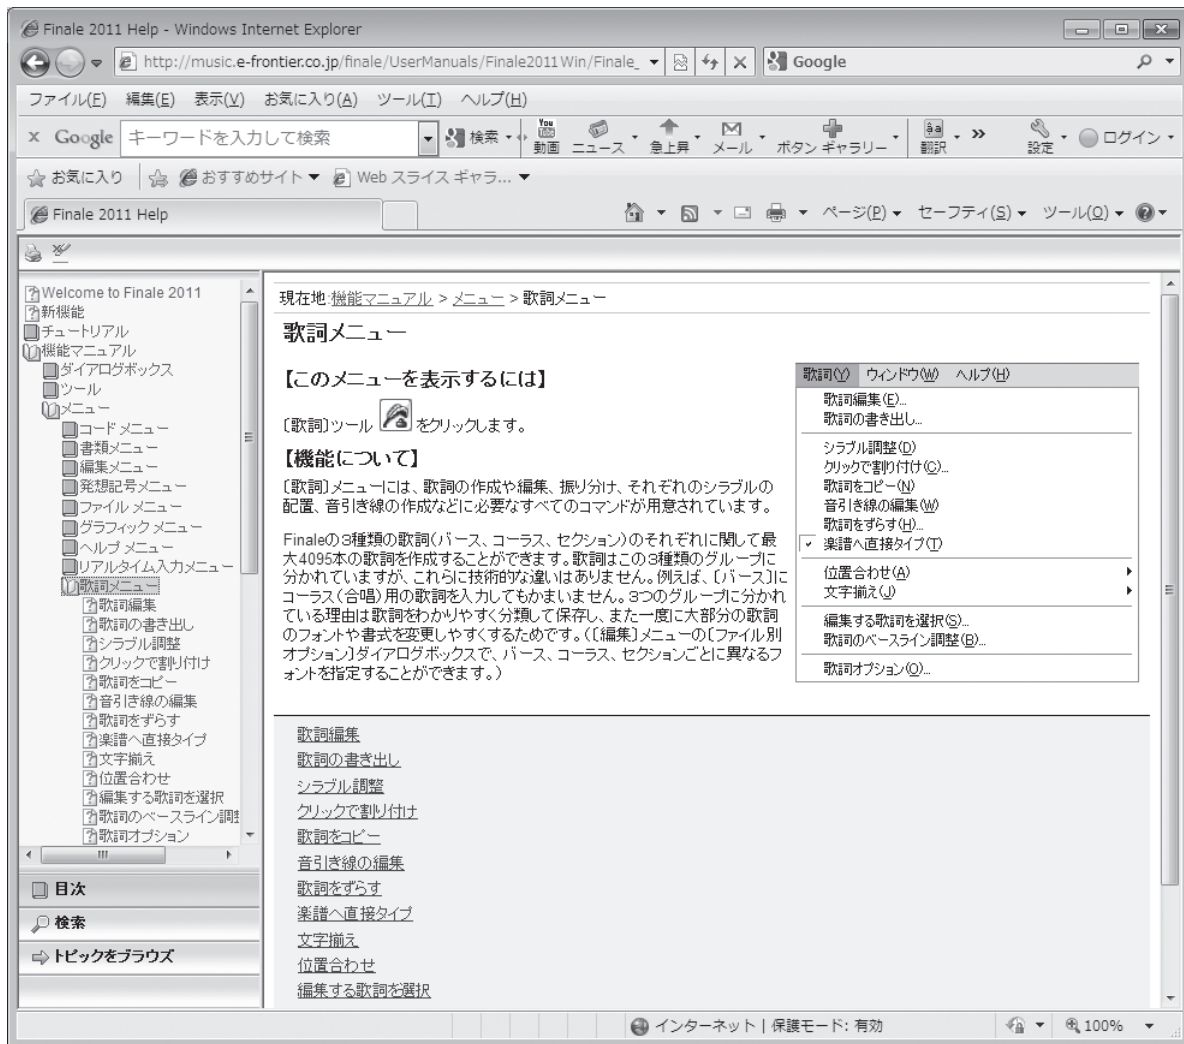 Finale 2011 Help - Windows Internet Explorer
http://music.e-frontier.co.jp/finale/UserManuals/Finale2011Win/Finale_
Google
ファイル(F) 編集(E) 表示(V) お気に入り(A) ツール(T) ヘルプ(H)
x Google キーワードを入力して検索 検索 You Tube 動画 ニュース 急上昇 メール ボタン ギャラリー 翻訳 » 設定 ログイン
お気に入り おすすめサイト Web スライス ギャラ...
Finale 2011 Help ページ(P) セーフティ(S) ツール(O)
Welcome to Finale 2011
新機能
チュートリアル
機能マニュアル
ダイアログボックス
ツール
メニュー
コード メニュー
書類メニュー
編集メニュー
発想記号メニュー
ファイル メニュー
グラフィック メニュー
ヘルプ メニュー
リアルタイム入力メニュー
歌詞メニュー
歌詞編集
歌詞の書き出し
シラブル調整
クリックで割り付け
歌詞をコピー
音引き線の編集
歌詞をずらす
楽譜へ直接タイプ
文字揃え
位置合わせ
編集する歌詞を選択
歌詞のベースライン調整
歌詞オプション
目次
検索
トピックをブラウズ
現在地:機能マニュアル > メニュー > 歌詞メニュー
歌詞メニュー
【このメニューを表示するには】
〔歌詞〕ツール をクリックします。
【機能について】
〔歌詞〕メニューには、歌詞の作成や編集、振り分け、それぞれのシラブルの
配置、音引き線の作成などに必要なすべてのコマンドが用意されています。
Finaleの3種類の歌詞(バース、コーラス、セクション)のそれぞれに関して最
大4095本の歌詞を作成することができます。歌詞はこの3種類のグループに
分かれていますが、これらに技術的な違いはありません。例えば、〔バース〕に
コーラス(合唱)用の歌詞を入力してもかまいません。3つのグループに分かれ
ている理由は歌詞をわかりやすく分類して保存し、また一度に大部分の歌詞
のフォントや書式を変更しやすくするためです。(〔編集〕メニューの〔ファイル別
オプション〕ダイアログボックスで、バース、コーラス、セクションごとに異なるフ
ォントを指定することができます。)
歌詞(Y) ウィンドウ(W) ヘルプ(H)
歌詞編集(E)...
歌詞の書き出し...
シラブル調整(D)
クリックで割り付け(C)...
歌詞をコピー(N)
音引き線の編集(W)
歌詞をずらす(H)...
楽譜へ直接タイプ(T)
位置合わせ(A)
文字揃え(J)
編集する歌詞を選択(S)...
歌詞のベースライン調整(B)...
歌詞オプション(O)...
歌詞編集
歌詞の書き出し
シラブル調整
クリックで割り付け
歌詞をコピー
音引き線の編集
歌詞をずらす
楽譜へ直接タイプ
文字揃え
位置合わせ
編集する歌詞を選択
インターネット | 保護モード: 有効 100%